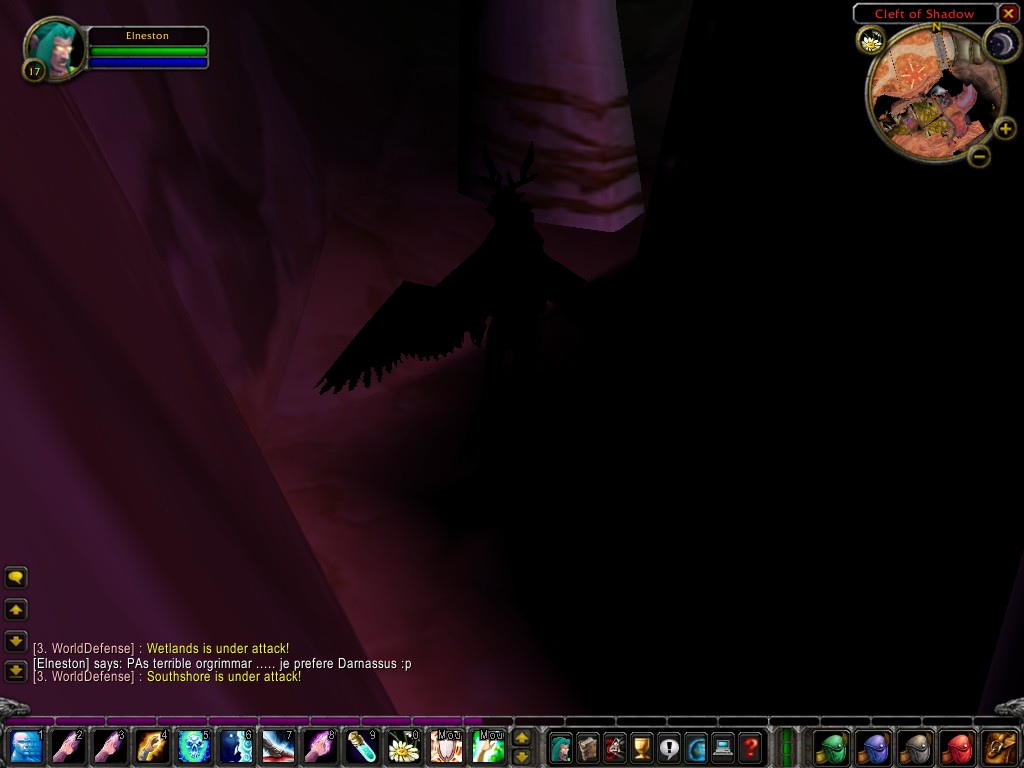 Cleft of Shadow
Elneston
N
17
[3. WorldDefense] : Wetlands is under attack!
[Elneston] says: PAs terrible orgrimmar ..... je prefere Darnassus :p
[3. WorldDefense] : Southshore is under attack!
1 2 3 4 5 6 7 8 9 0 Mou Mou